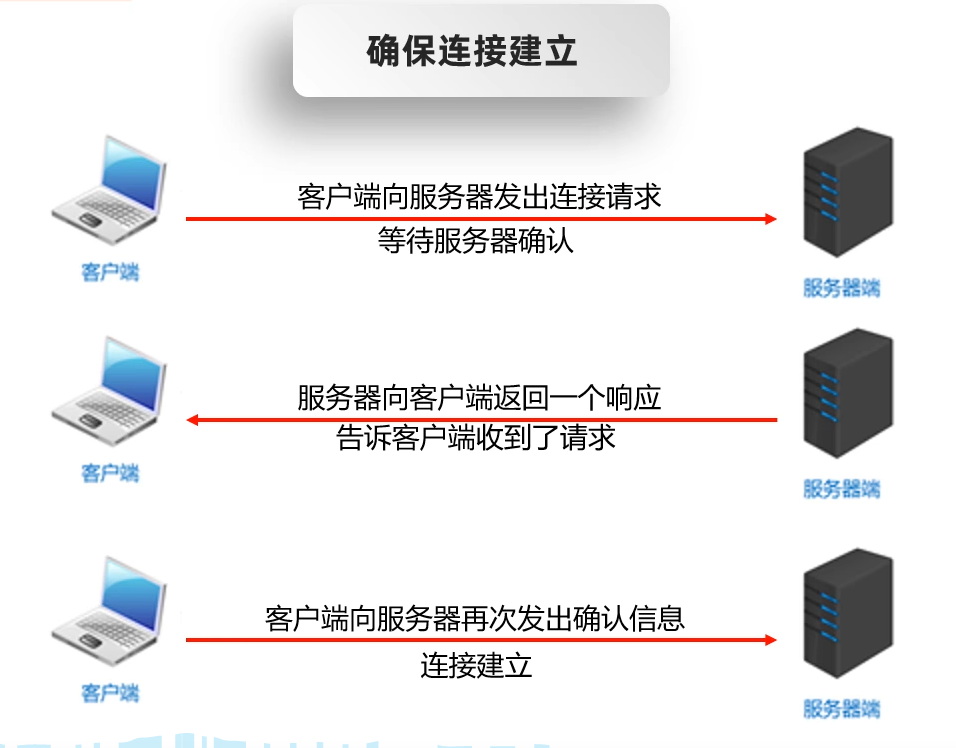 确保连接建立
客户端向服务器发出连接请求
等待服务器确认
客户端
服务器端
服务器向客户端返回一个响应
告诉客户端收到了请求
客户端
服务器端
客户端向服务器再次发出确认信息
连接建立
客户端
服务器端